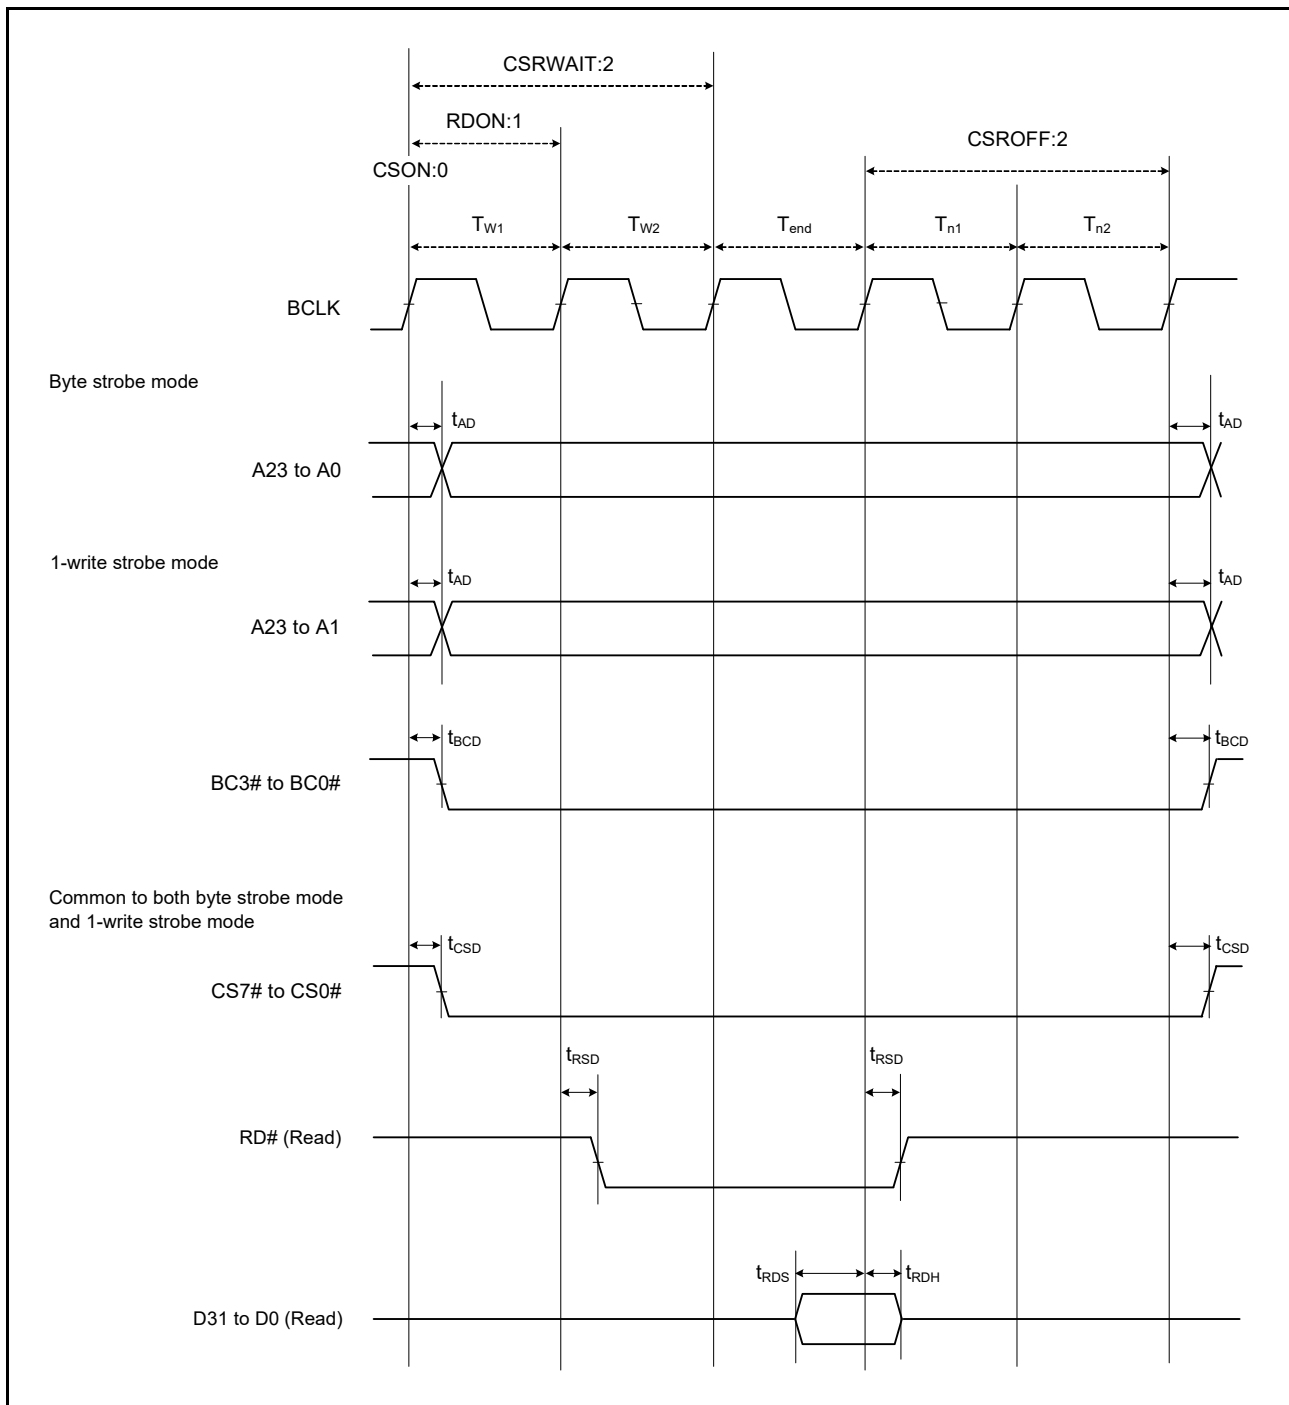 CSRWAIT:2
RDON:1
CSROFF:2
CSON:0
TW1
TW2
Tend
Tn1
Tn2
BCLK
Byte strobe mode
tAD
tAD
A23 to A0
1-write strobe mode
tAD
tAD
A23 to A1
tBCD
tBCD
BC3# to BC0#
Common to both byte strobe mode
and 1-write strobe mode
tCSD
tCSD
CS7# to CS0#
tRSD
tRSD
RD# (Read)
tRDS
tRDH
D31 to D0 (Read)